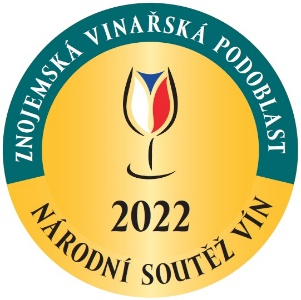 ZNOJEMSKÁ VINAŘSKÁ PODOBLAST
2022
NÁRODNÍ SOUTĚŽ VÍN